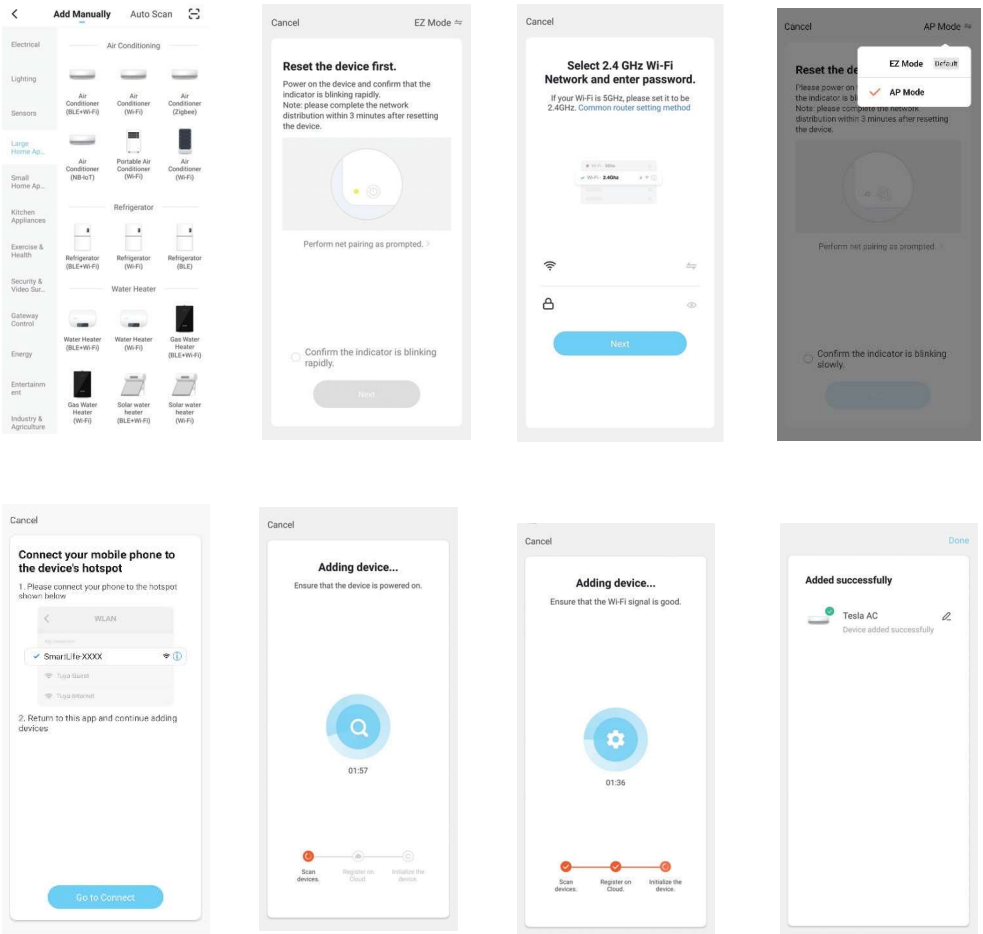 Add Manually Auto Scan
Electrical
Lighting
Sensors
Large
Home Ap...
Small
Home Ap...
Kitchen
Appliances
Exercise &
Health
Security &
Video Sur...
Gateway
Control
Energy
Entertainm
ent
Industry &
Agriculture
Air Conditioning
Air
Conditioner
(BLE+Wi-Fi)
Air
Conditioner
(Wi-Fi)
Air
Conditioner
(Zigbee)
Air
Conditioner
(NB-IoT)
Portable Air
Conditioner
(Wi-Fi)
Air
Conditioner
(Wi-Fi)
Refrigerator
Refrigerator
(BLE+Wi-Fi)
Refrigerator
(Wi-Fi)
Refrigerator
(BLE)
Water Heater
Water Heater
(BLE+Wi-Fi)
Water Heater
(Wi-Fi)
Gas Water
Heater
(BLE+Wi-Fi)
Gas Water
Heater
(Wi-Fi)
Solar water
heater
(BLE+Wi-Fi)
Solar water
heater
(Wi-Fi)
Cancel EZ Mode
Reset the device first.
Power on the device and confirm that the
indicator is blinking rapidly.
Note: please complete the network
distribution within 3 minutes after resetting
the device.
Perform net pairing as prompted. >
Confirm the indicator is blinking
rapidly.
Next
Cancel
Select 2.4 GHz Wi-Fi
Network and enter password.
If your Wi-Fi is 5GHz, please set it to be
2.4GHz. Common router setting method
Wi-Fi - 5Ghz
Wi-Fi - 2.4Ghz
Next
Cancel AP Mode
EZ Mode Default
AP Mode
Reset the de
Please power on
the indicator is bli
Note: please complete the network
distribution within 3 minutes after resetting
the device.
Perform net pairing as prompted. >
Confirm the indicator is blinking
slowly.
Cancel
Connect your mobile phone to
the device's hotspot
1. Please connect your phone to the hotspot
shown below
WLAN
SmartLife-XXXX
Tuya Guest
Tuya Internet
2. Return to this app and continue adding
devices
Go to Connect
Cancel
Adding device...
Ensure that the device is powered on.
01:57
Scan
devices.
Register on
Cloud.
Initialize the
device.
Cancel
Adding device...
Ensure that the Wi-Fi signal is good.
01:36
Scan
devices.
Register on
Cloud.
Initialize the
device.
Done
Added successfully
Tesla AC
Device added successfully